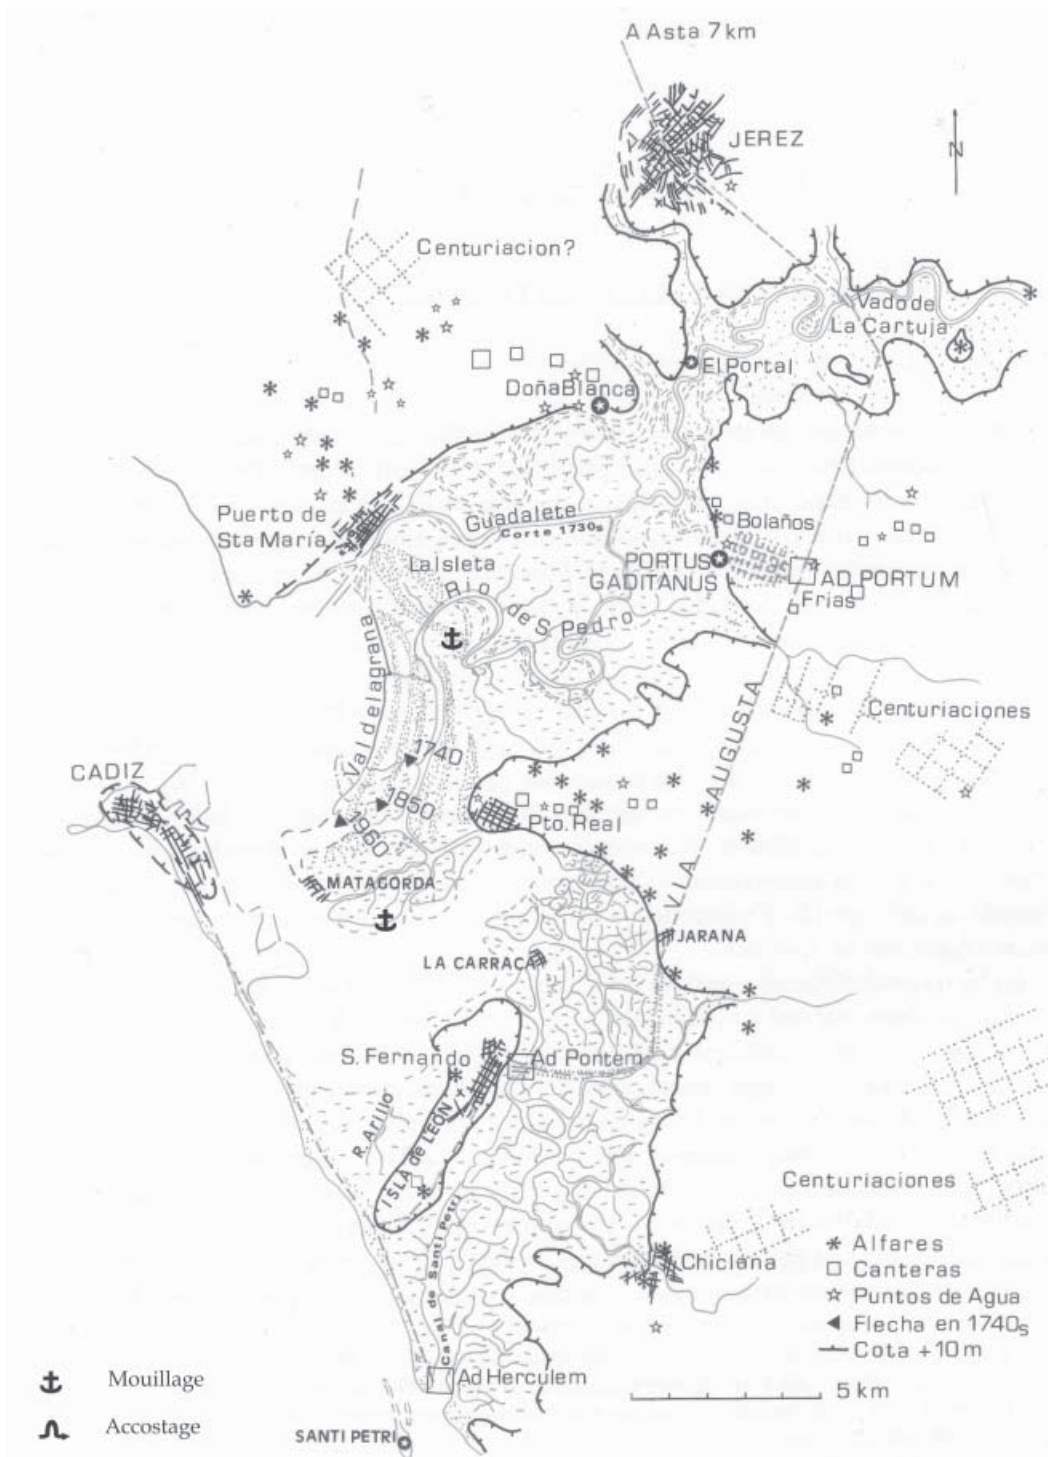 A Asta 7km
JEREZ
N
Centuriacion?
Vado de
La Cartuja
El Portal
Doña Blanca
Guadalete
Corte 1730s
Puerto de
Sta María
Bolaños
PORTUS
GADITANUS
AD PORTUM
Frias
La Isleta
Rio de S. Pedro
Valdelagrana
Centuriaciones
VIA AUGUSTA
1740
1850
1960
CADIZ
Pto. Real
MATAGORDA
JARANA
LA CARRACA
S. Fernando
Ad Pontem
R. Arillo
ISLA de LEON
Canal de Santi Petri
Centuriaciones
Chiclana
Alfares
Canteras
Puntos de Agua
Flecha en 1740s
Cota +10m
5 km
Ad Herculem
Mouillage
Accostage
SANTI PETRI